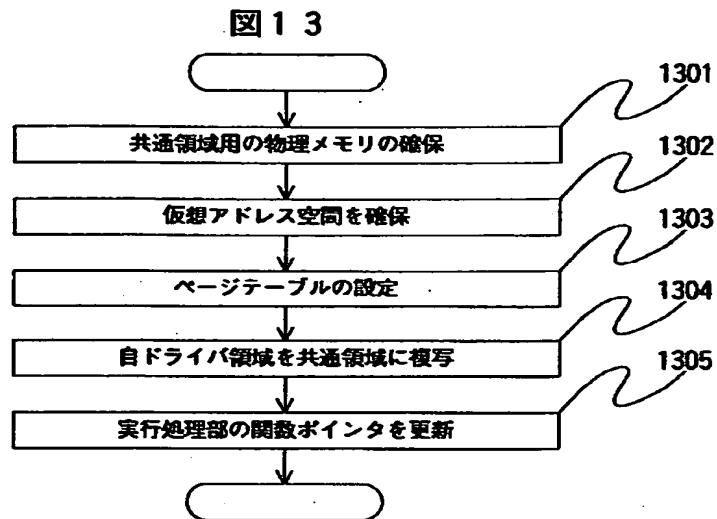 図13
1301
共通領域用の物理メモリの確保
1302
仮想アドレス空間を確保
1303
ページテーブルの設定
1304
自ドライバ領域を共通領域に複写
1305
実行処理部の関数ポインタを更新